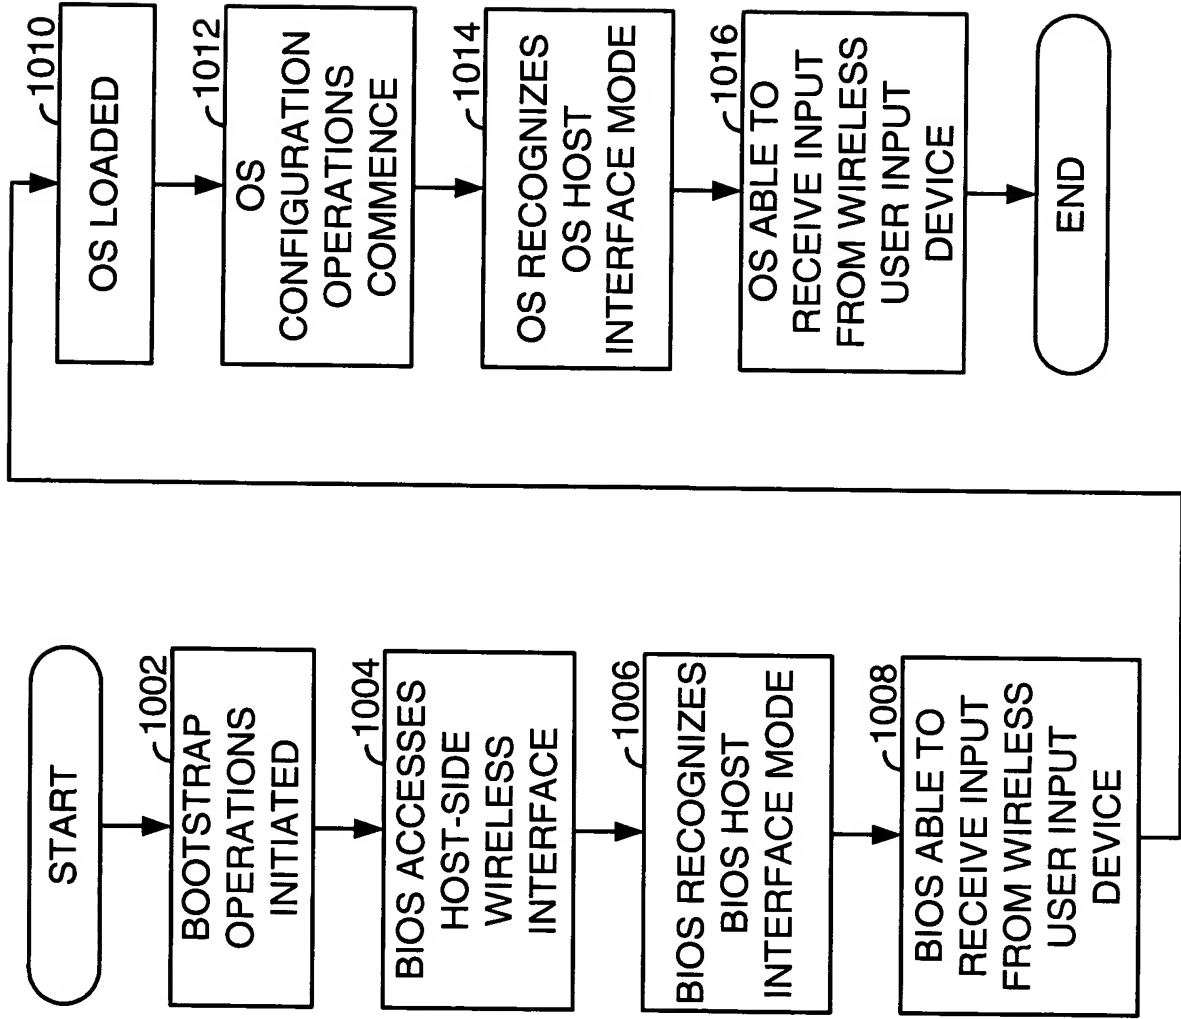 START
1002
BOOTSTRAP
OPERATIONS
INITIATED
1004
BIOS ACCESSES
HOST-SIDE
WIRELESS
INTERFACE
1006
BIOS RECOGNIZES
BIOS HOST
INTERFACE MODE
1008
BIOS ABLE TO
RECEIVE INPUT
FROM WIRELESS
USER INPUT
DEVICE
1010
OS LOADED
1012
OS
CONFIGURATION
OPERATIONS
COMMENCE
1014
OS RECOGNIZES
OS HOST
INTERFACE MODE
1016
OS ABLE TO
RECEIVE INPUT
FROM WIRELESS
USER INPUT
DEVICE
END